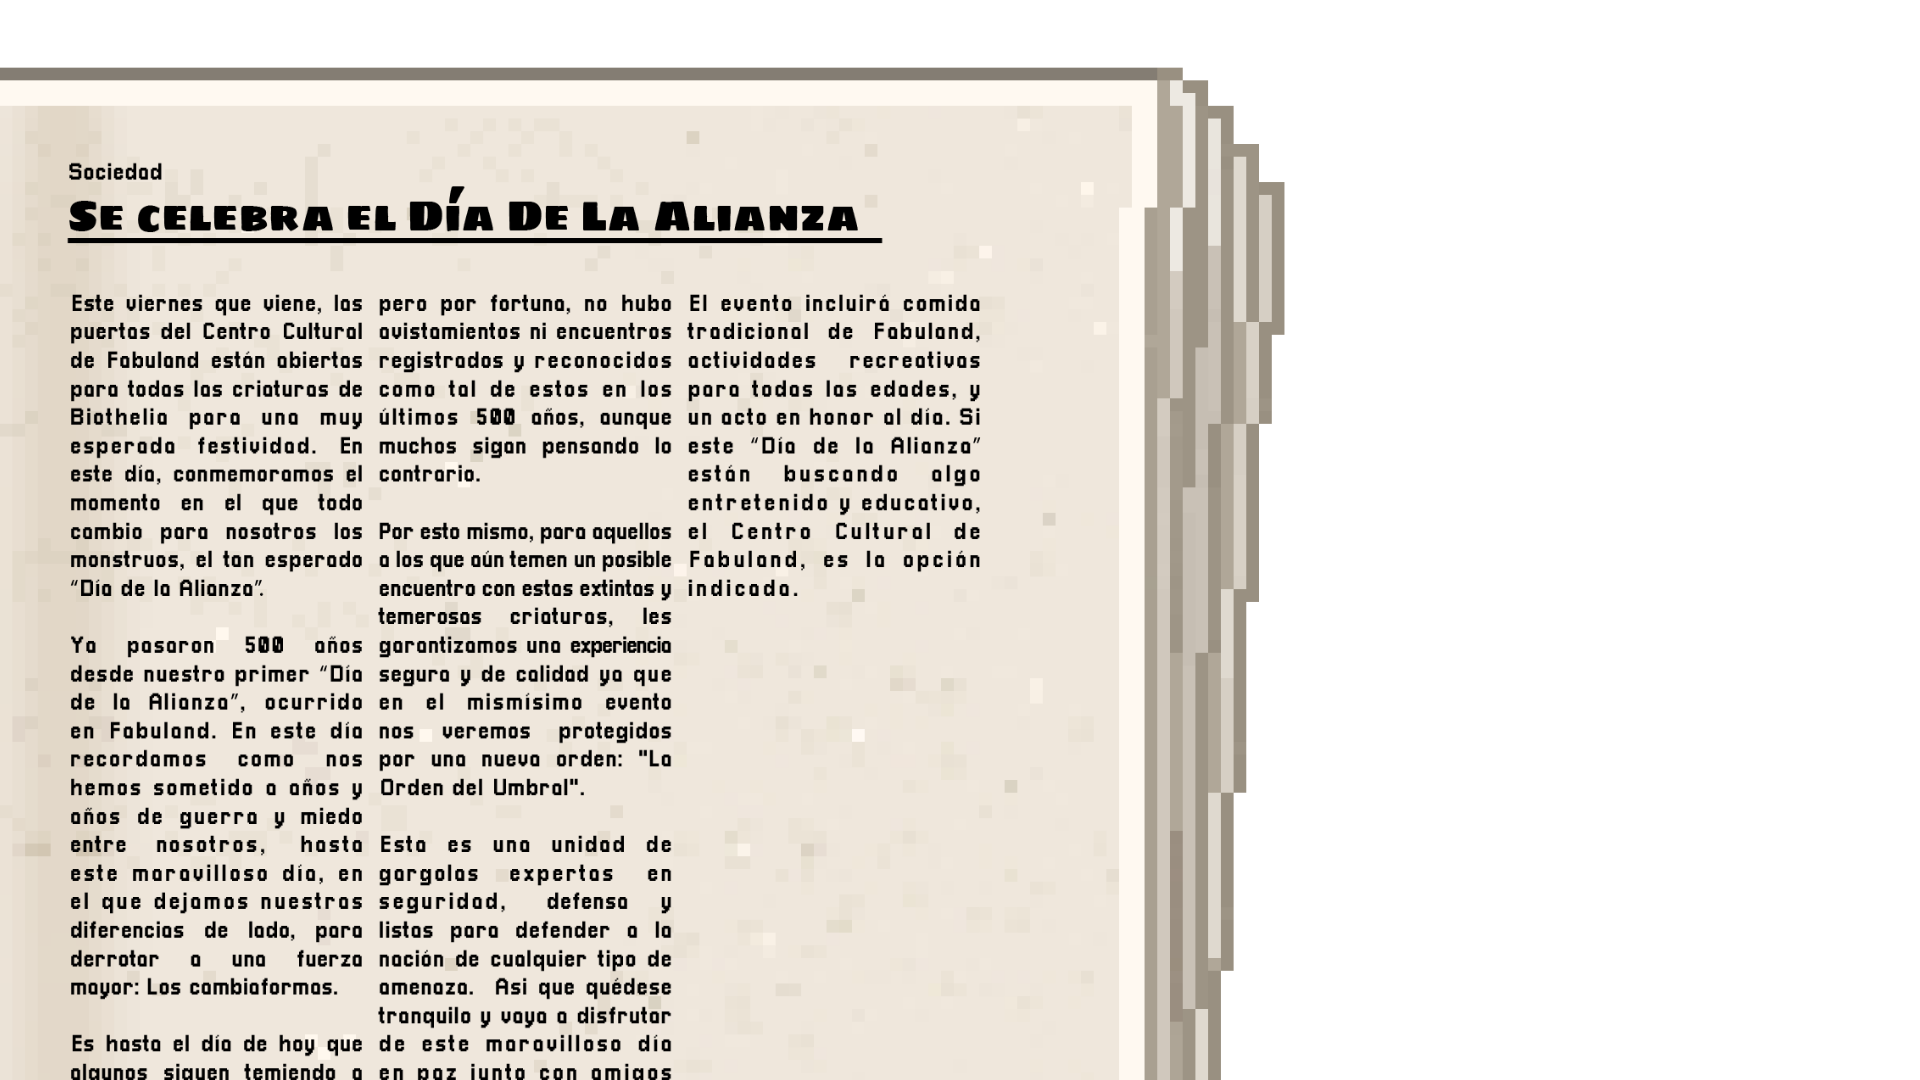 Sociedad
Se celebra el Día De La Alianza
Este viernes que viene, las
puertas del Centro Cultural
de Fabuland están abiertas
para todas las criaturas de
Biothelia para una muy
esperada festividad. En
este día, conmemoramos el
momento en el que todo
cambio para nosotros los
monstruos, el tan esperado
“Día de la Alianza”.
Ya pasaron 500 años
desde nuestro primer “Día
de la Alianza”, ocurrido
en Fabuland. En este día
recordamos como nos
hemos sometido a años y
años de guerra y miedo
entre nosotros, hasta
este maravilloso día, en
el que dejamos nuestras
diferencias de lado, para
derrotar a una fuerza
mayor: Los cambiaformas.
Es hasta el día de hoy que
algunos siguen temiendo a
pero por fortuna, no hubo
avistamientos ni encuentros
registrados y reconocidos
como tal de estos en los
últimos 500 años, aunque
muchos sigan pensando lo
contrario.
Por esto mismo, para aquellos
a los que aún temen un posible
encuentro con estas extintas y
temerosas criaturas, les
garantizamos una experiencia
segura y de calidad ya que
en el mismísimo evento
nos veremos protegidos
por una nueva orden: "La
Orden del Umbral".
Esta es una unidad de
gargolas expertas en
seguridad, defensa y
listas para defender a la
nación de cualquier tipo de
amenaza. Asi que quédese
tranquilo y vaya a disfrutar
de este maravilloso día
en paz junto con amigos
El evento incluirá comida
tradicional de Fabuland,
actividades recreativas
para todas las edades, y
un acto en honor al día. Si
este “Día de la Alianza”
están buscando algo
entretenido y educativo,
el Centro Cultural de
Fabuland, es la opción
indicada.